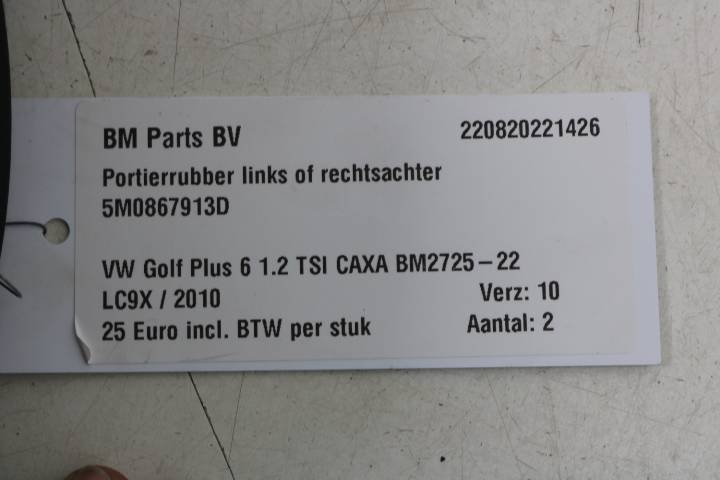 BM Parts BV 220820221426
Portierrubber links of rechtsachter
5M0867913D
VW Golf Plus 6 1.2 TSI CAXA BM2725-22
LC9X / 2010 Verz: 10
25 Euro incl. BTW per stuk Aantal: 2